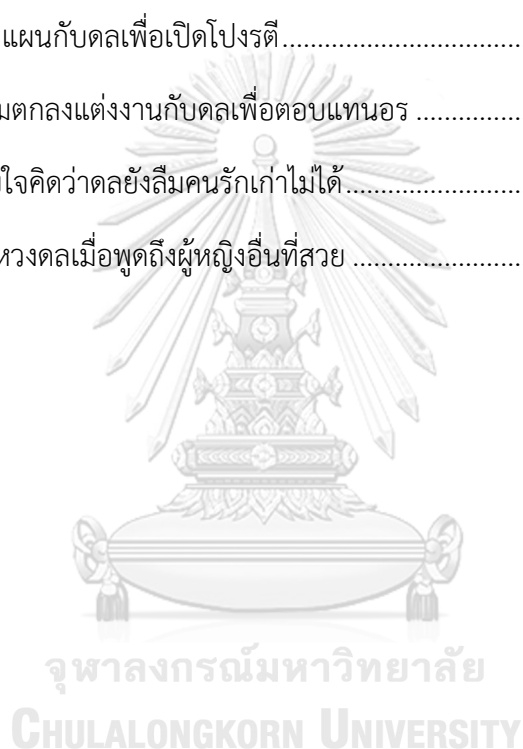 แผนกับดลเพื่อเปิดโปงรตี................................
มตกลงแต่งงานกับดลเพื่อตอบแทนอร ..............
ใจคิดว่าดลยังลืมคนรักเก่าไม่ได้.......................
หวงดลเมื่อพูดถึงผู้หญิงอื่นที่สวย ......................
จุฬาลงกรณ์มหาวิทยาลัย
CHULALONGKORN UNIVERSITY